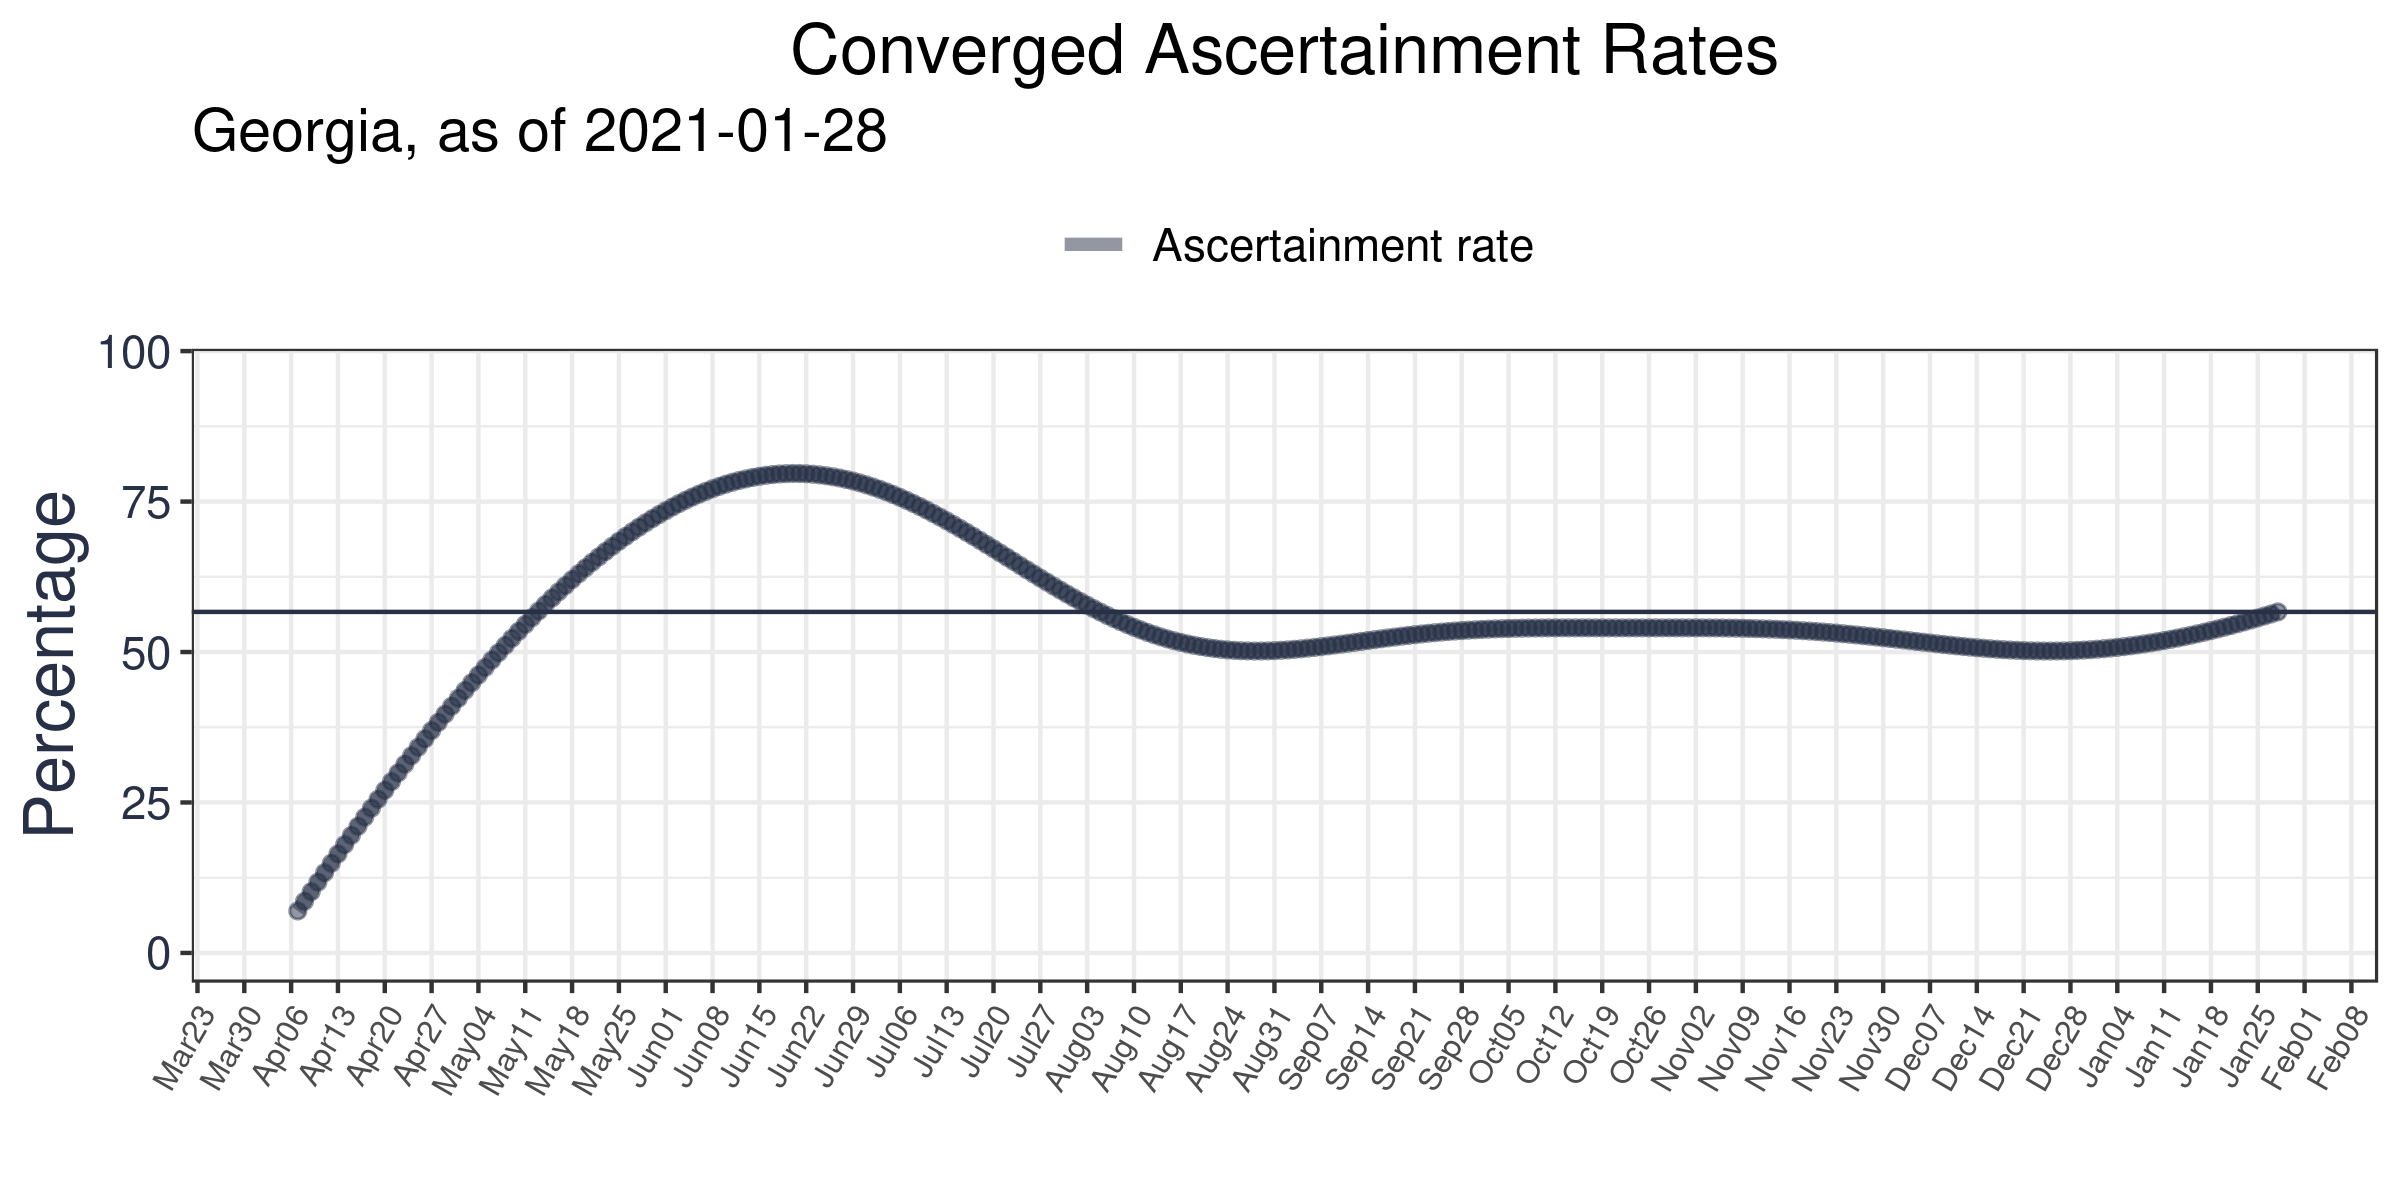 Converged Ascertainment Rates
Georgia, as of 2021-01-28
Ascertainment rate
Percentage
100
75
50
25
0
Mar23
Mar30
Apr06
Apr13
Apr20
Apr27
May04
May11
May18
May25
Jun01
Jun08
Jun15
Jun22
Jun29
Jul06
Jul13
Jul20
Jul27
Aug03
Aug10
Aug17
Aug24
Aug31
Sep07
Sep14
Sep21
Sep28
Oct05
Oct12
Oct19
Oct26
Nov02
Nov09
Nov16
Nov23
Nov30
Dec07
Dec14
Dec21
Dec28
Jan04
Jan11
Jan18
Jan25
Feb01
Feb08